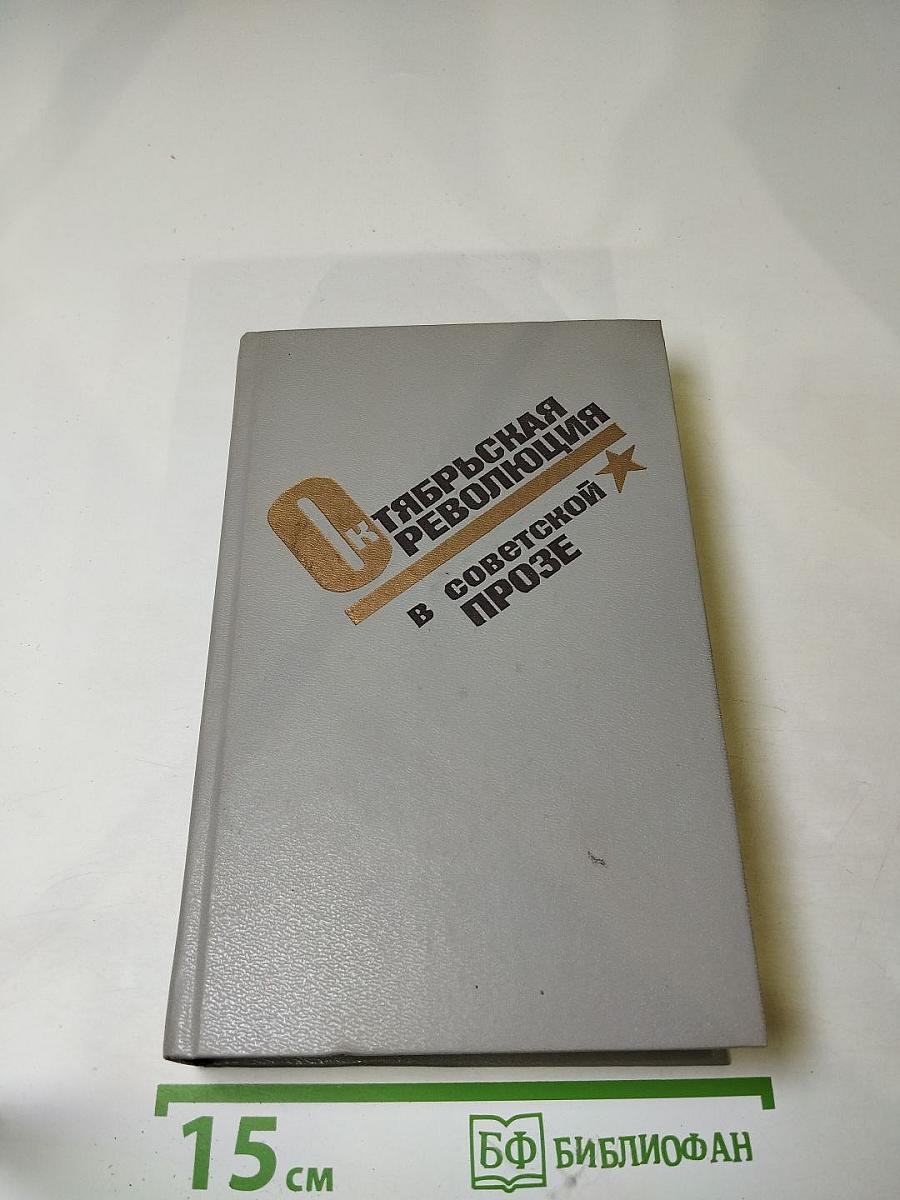 ОКТЯБРЬСКАЯ
РЕВОЛЮЦИЯ
В СОВЕТСКОЙ
ПРОЗЕ
15 см
БФ БИБЛИОФАН